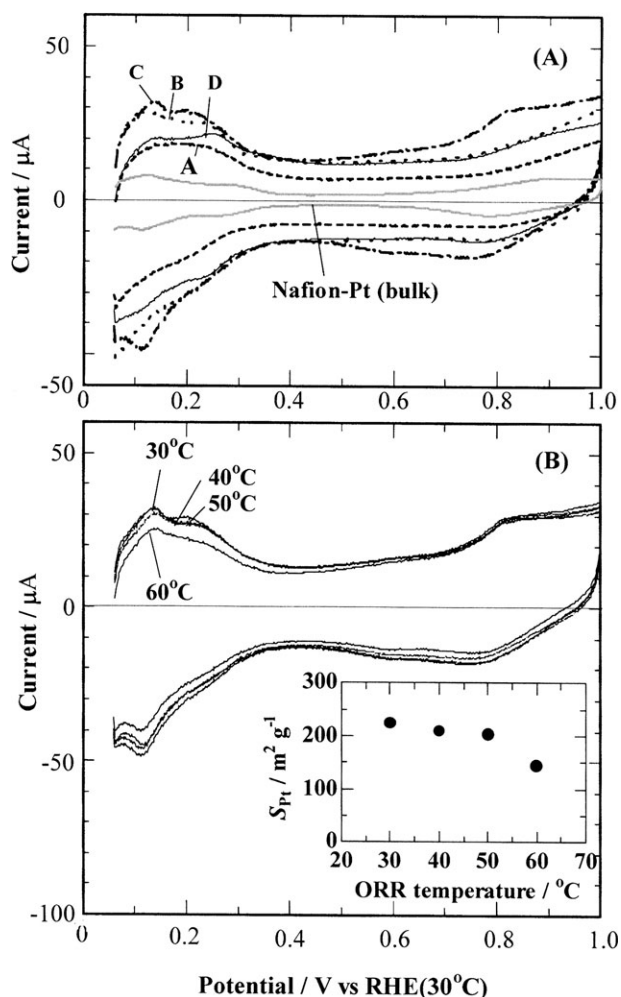 50
(A)
C B D
A
0
Nafion-Pt (bulk)
-50
0 0.2 0.4 0.6 0.8 1.0
Current / μA
50
30°C
(B)
40°C
50°C
60°C
0
-50
-100
Current / μA
300
200
100
0
20 30 40 50 60 70
S_Pt / m² g⁻¹
ORR temperature / °C
0 0.2 0.4 0.6 0.8 1.0
Potential / V vs RHE(30°C)